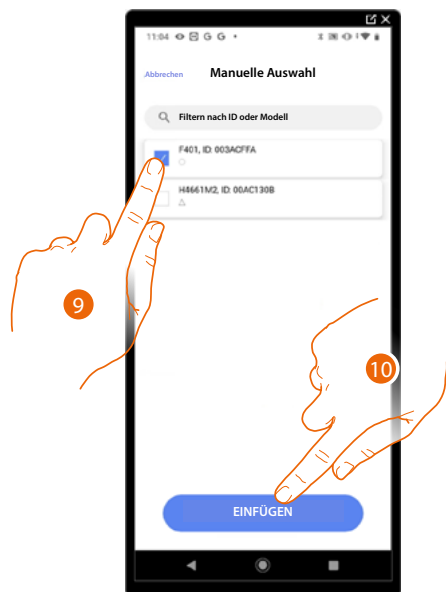 11:04 G G
Abbrechen Manuelle Auswahl
Filtern nach ID oder Modell
F401, ID: 003ACFFA
H4661M2, ID: 00AC130B
9
10
EINFÜGEN